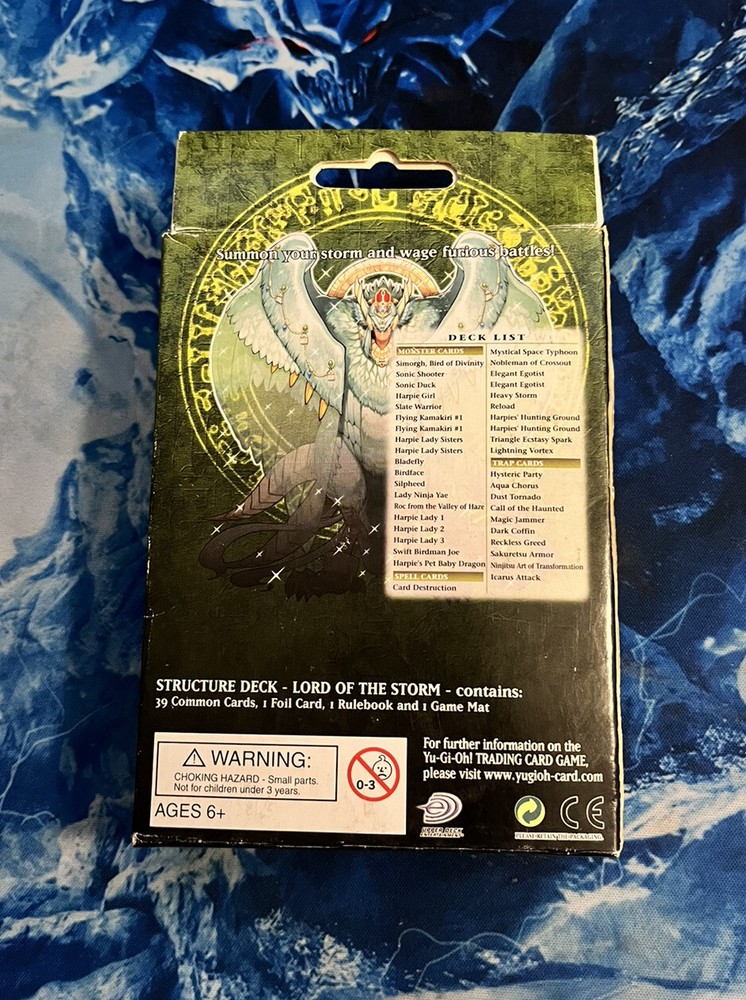 Summon your storm and wage furious battles!
DECK LIST
MONSTER CARDS
Simorgh, Bird of Divinity
Sonic Shooter
Sonic Duck
Harpie Girl
Slate Warrior
Flying Kamakiri #1
Flying Kamakiri #1
Harpie Lady Sisters
Harpie Lady Sisters
Bladefly
Birdface
Silpheed
Lady Ninja Yae
Roc from the Valley of Haze
Harpie Lady 1
Harpie Lady 2
Harpie Lady 3
Swift Birdman Joe
Harpie's Pet Baby Dragon
SPELL CARDS
Card Destruction
Mystical Space Typhoon
Nobleman of Crossout
Elegant Egotist
Elegant Egotist
Heavy Storm
Reload
Harpies' Hunting Ground
Harpies' Hunting Ground
Triangle Ecstasy Spark
Lightning Vortex
TRAP CARDS
Hysteric Party
Aqua Chorus
Dust Tornado
Call of the Haunted
Magic Jammer
Dark Coffin
Reckless Greed
Sakuretsu Armor
Ninjitsu Art of Transformation
Icarus Attack
STRUCTURE DECK - LORD OF THE STORM - contains:
39 Common Cards, 1 Foil Card, 1 Rulebook and 1 Game Mat
WARNING:
CHOKING HAZARD - Small parts.
Not for children under 3 years.
0-3
AGES 6+
For further information on the
Yu-Gi-Oh! TRADING CARD GAME,
please visit www.yugioh-card.com
UPPER DECK
ENTERTAINMENT
CE
PLEASE RETAIN THE PACKAGING